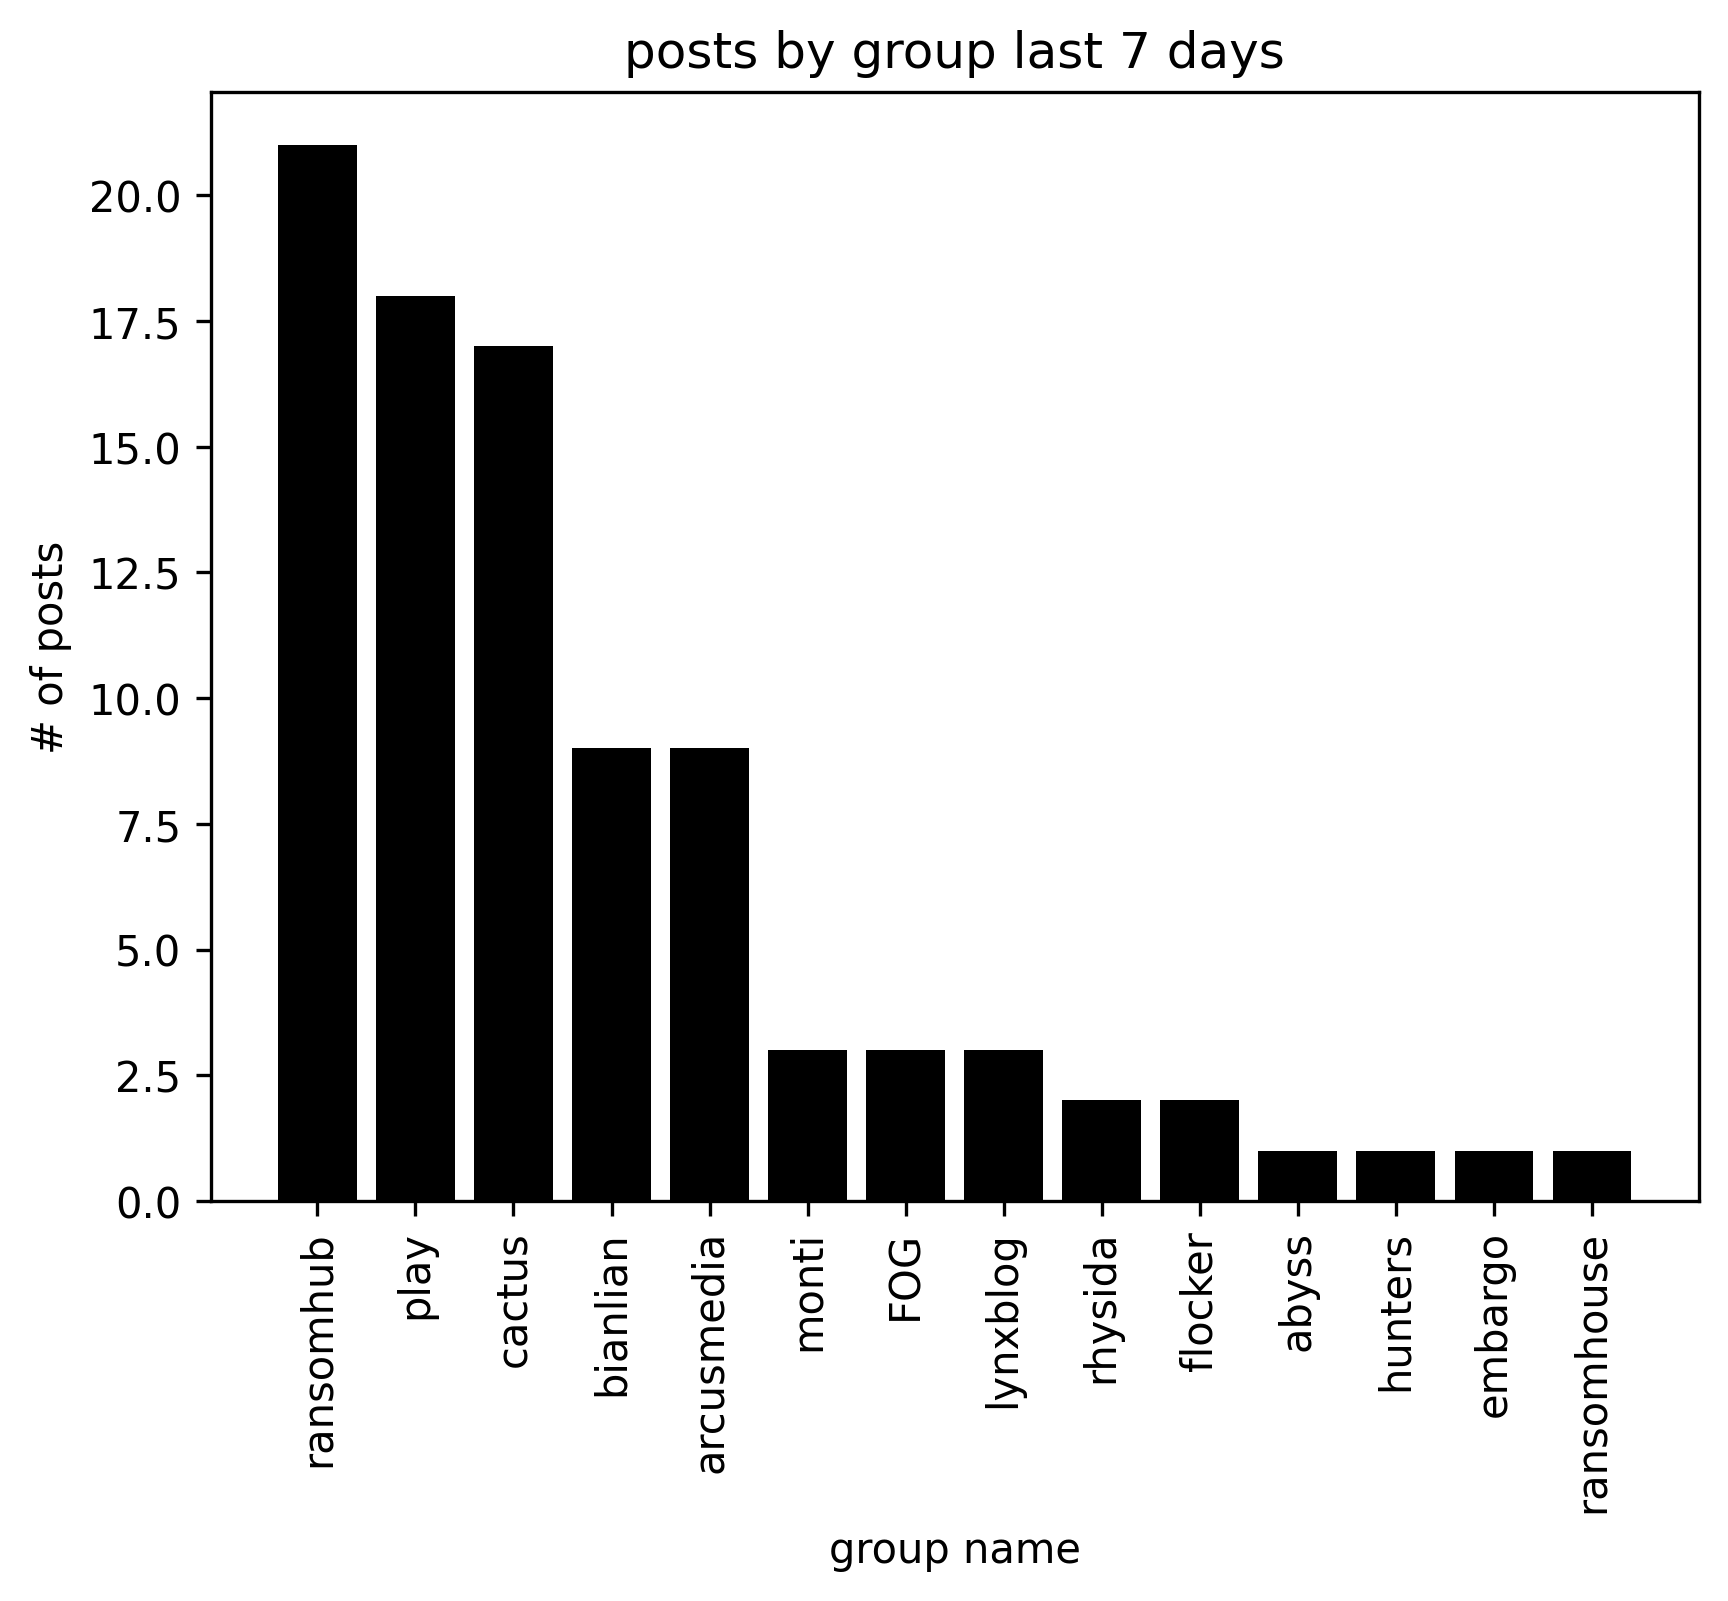 posts by group last 7 days
# of posts
20.0
17.5
15.0
12.5
10.0
7.5
5.0
2.5
0.0
ransomhub
play
cactus
bianlian
arcusmedia
monti
FOG
lynxblog
rhysida
flocker
abyss
hunters
embargo
ransomhouse
group name